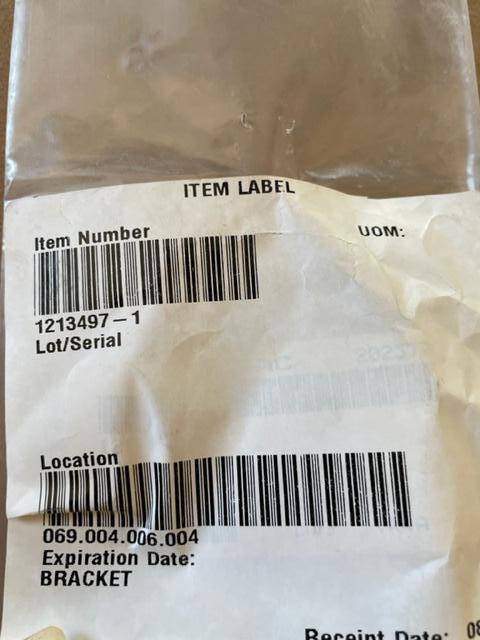 ITEM LABEL
Item Number
UOM:
1213497-1
Lot/Serial
Location
069.004.006.004
Expiration Date:
BRACKET
Receipt Date: